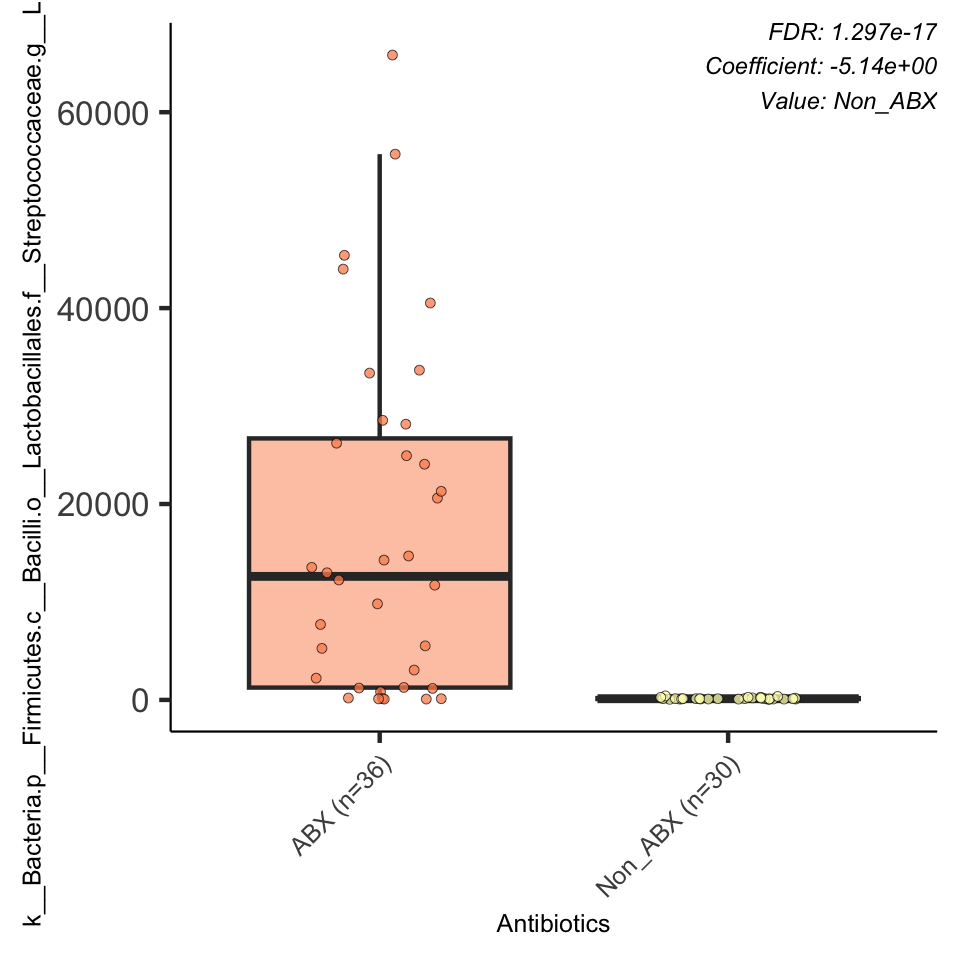 FDR: 1.297e-17
Coefficient: -5.14e+00
Value: Non_ABX
k__Bacteria.p__Firmicutes.c__Bacilli.o__Lactobacillales.f__Streptococcaceae.g__L
60000
40000
20000
0
ABX (n=36)
Non_ABX (n=30)
Antibiotics